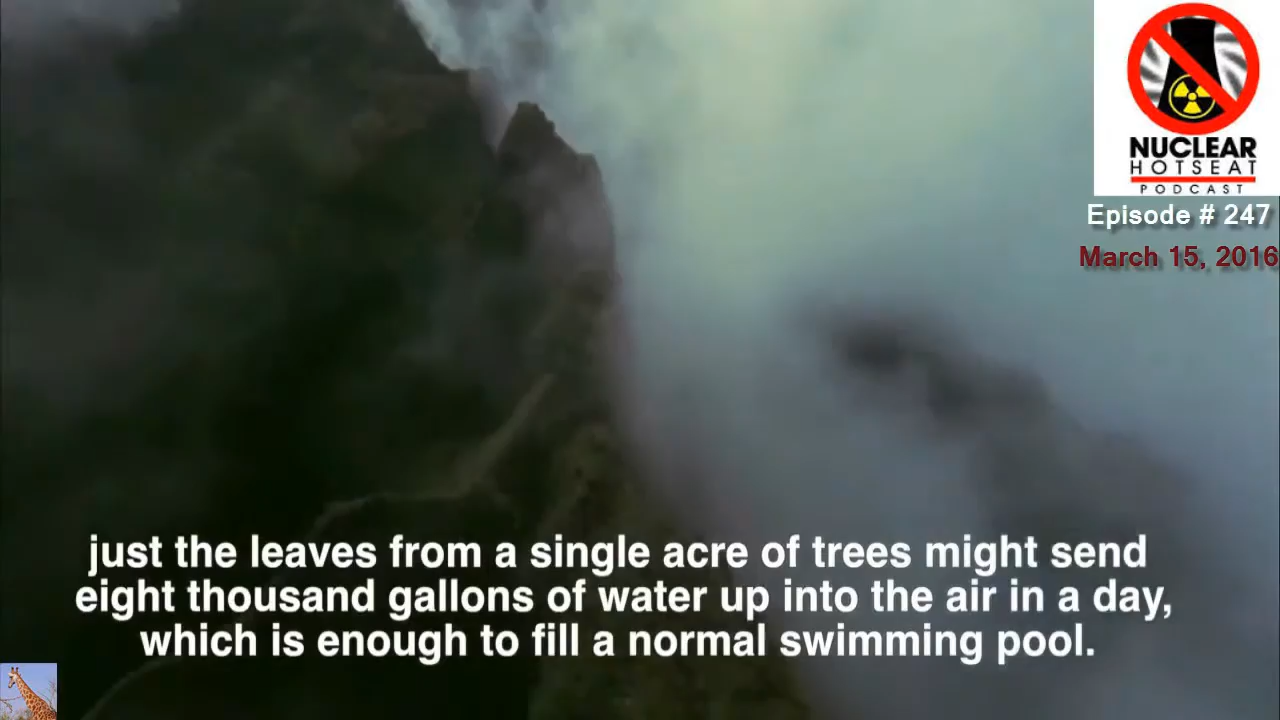 NUCLEAR
HOTSEAT
PODCAST
Episode # 247
March 15, 2016
just the leaves from a single acre of trees might send
eight thousand gallons of water up into the air in a day,
which is enough to fill a normal swimming pool.